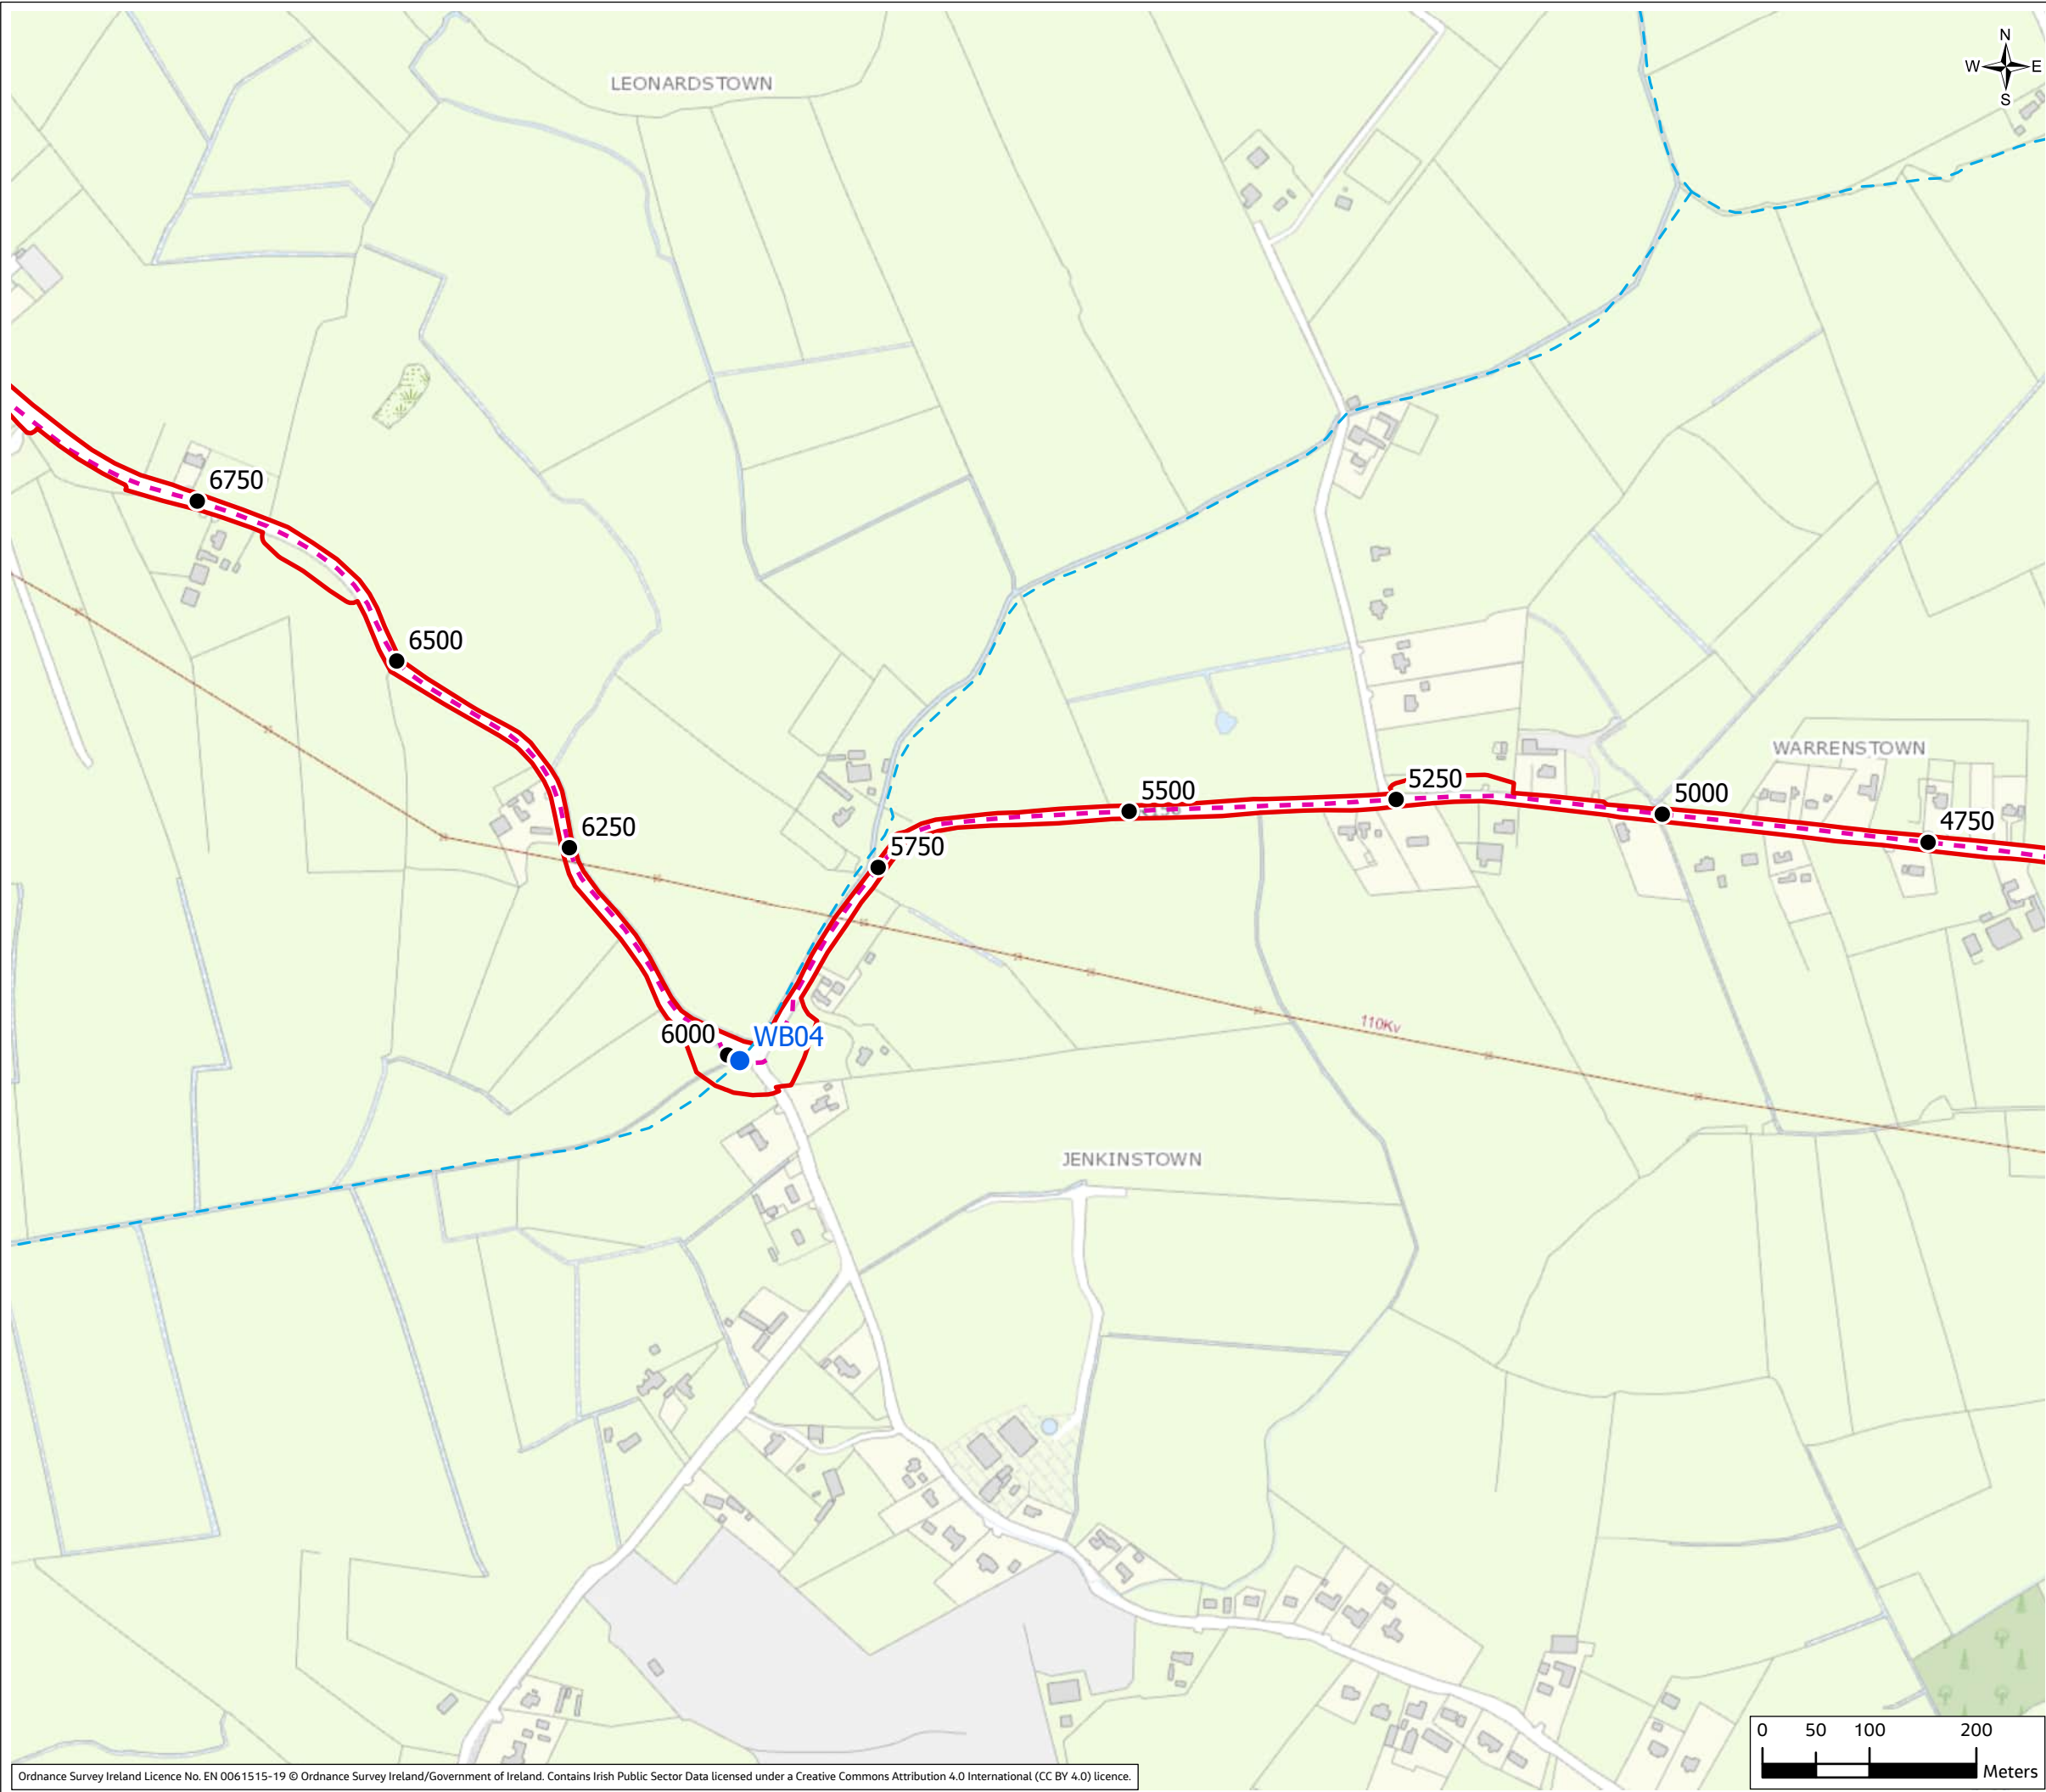 LEONARDSTOWN
N
W E
S
6750
6500
WARRENSTOWN
5250
5500
5000
4750
6250
5750
110Kv
6000
WB04
JENKINSTOWN
0 50 100 200
Meters
Ordnance Survey Ireland Licence No. EN 0061515-19 © Ordnance Survey Ireland/Government of Ireland. Contains Irish Public Sector Data licensed under a Creative Commons Attribution 4.0 International (CC BY 4.0) licence.